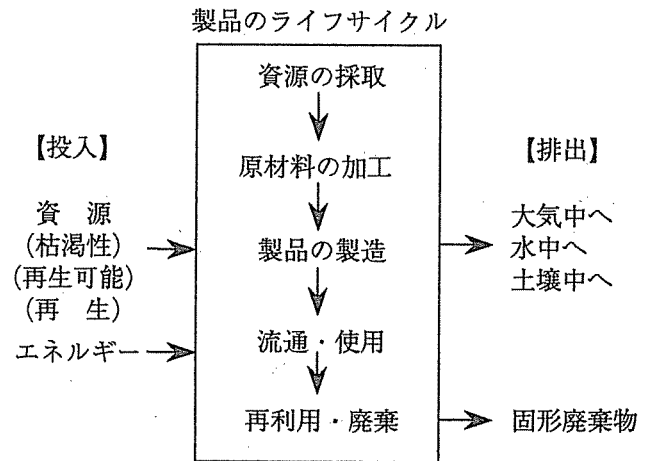 製品のライフサイクル
資源の採取
原材料の加工
製品の製造
流通・使用
再利用・廃棄
【投入】
資 源
(枯渇性)
(再生可能)
(再 生)
エネルギー
【排出】
大気中へ
水中へ
土壌中へ
固形廃棄物